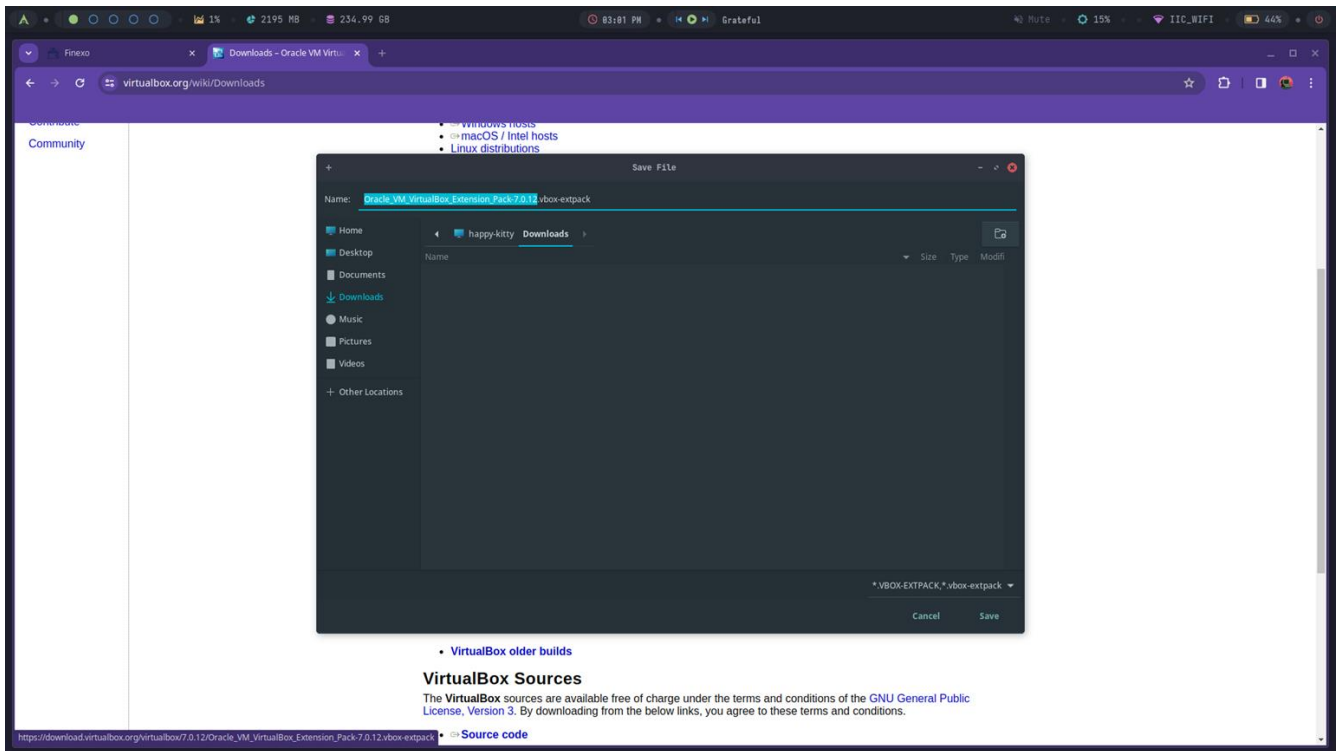 1% 2195 MB 234.99 GB 03:01 PM Grateful Mute 15% IIC_WIFI 44%
Finexo Downloads – Oracle VM Virtu
virtualbox.org/wiki/Downloads
Contribute
Windows hosts
Community
macOS / Intel hosts
Linux distributions
Save File
Name: Oracle_VM_VirtualBox_Extension_Pack-7.0.12.vbox-extpack
Home
happy-kitty Downloads
Desktop
Name Size Type Modifi
Documents
Downloads
Music
Pictures
Videos
Other Locations
*.VBOX-EXTPACK,*.vbox-extpack
Cancel Save
VirtualBox older builds
VirtualBox Sources
The VirtualBox sources are available free of charge under the terms and conditions of the GNU General Public
License, Version 3. By downloading from the below links, you agree to these terms and conditions.
Source code
https://download.virtualbox.org/virtualbox/7.0.12/Oracle_VM_VirtualBox_Extension_Pack-7.0.12.vbox-extpack